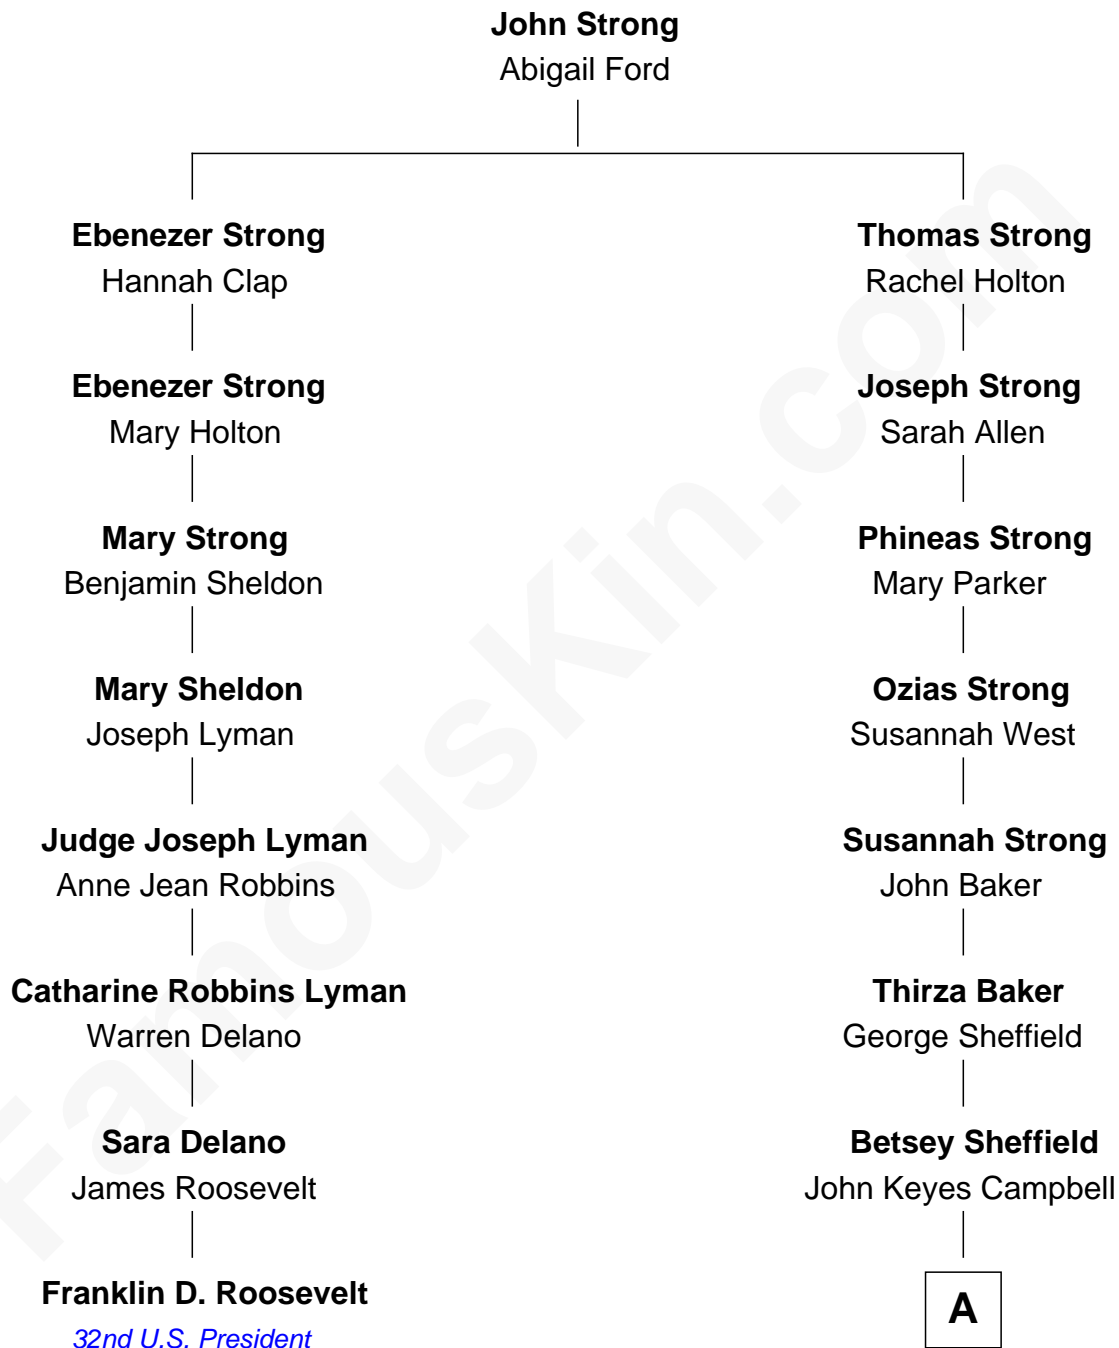 John Strong
Abigail Ford
Ebenezer Strong
Hannah Clap
Thomas Strong
Rachel Holton
Ebenezer Strong
Mary Holton
Joseph Strong
Sarah Allen
Mary Strong
Benjamin Sheldon
Phineas Strong
Mary Parker
Mary Sheldon
Joseph Lyman
Ozias Strong
Susannah West
Judge Joseph Lyman
Anne Jean Robbins
Susannah Strong
John Baker
Catharine Robbins Lyman
Warren Delano
Thirza Baker
George Sheffield
Sara Delano
James Roosevelt
Betsey Sheffield
John Keyes Campbell
Franklin D. Roosevelt
32nd U.S. President
A
FamousKin.com